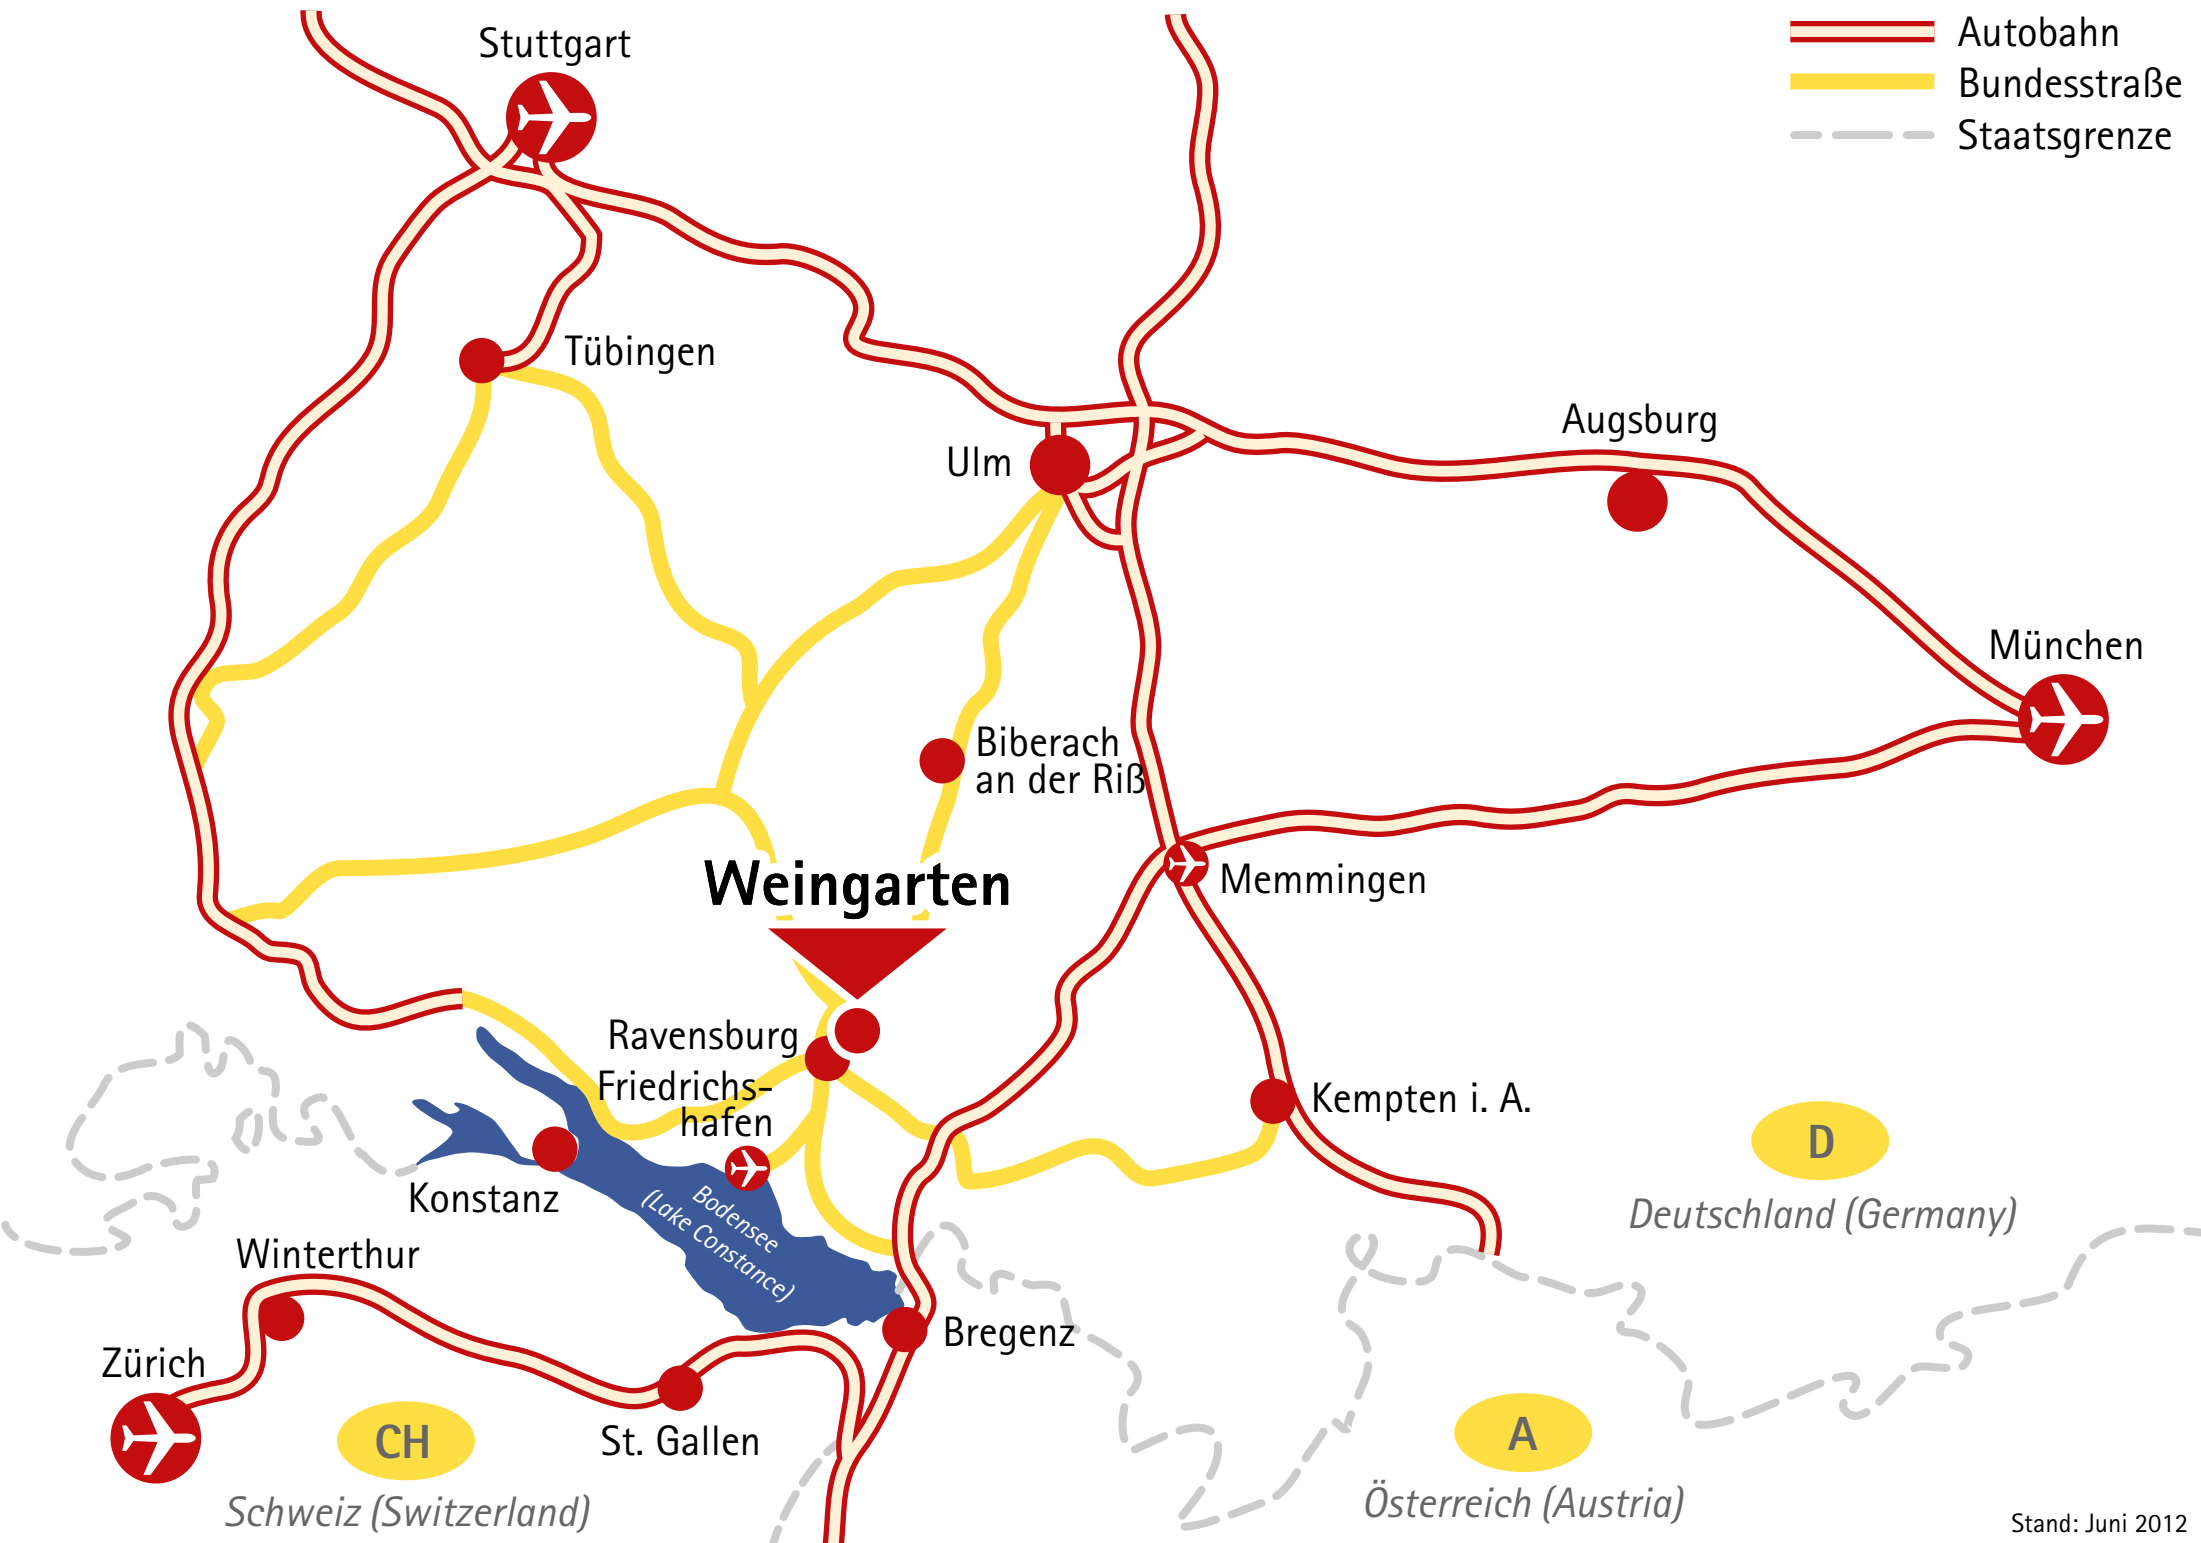 Stuttgart
Autobahn
Bundesstraße
Staatsgrenze
Tübingen
Augsburg
Ulm
München
Biberach
an der Riß
Weingarten
Memmingen
Ravensburg
Friedrichs-
hafen
Kempten i. A.
D
Deutschland (Germany)
Konstanz
Bodensee
(Lake Constance)
Winterthur
Bregenz
Zürich
St. Gallen
CH
Schweiz (Switzerland)
A
Österreich (Austria)
Stand: Juni 2012